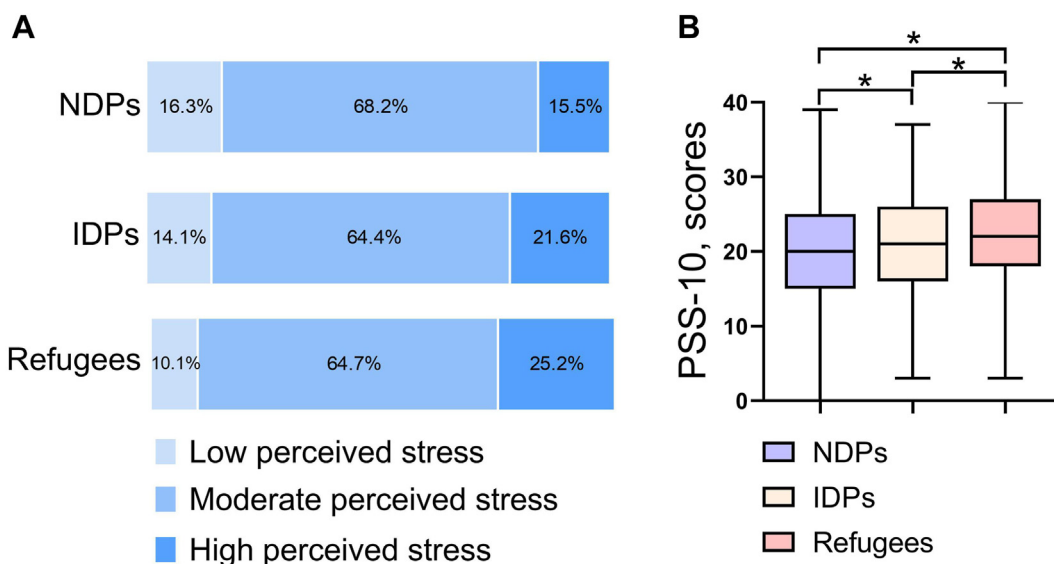 A
NDPs
16.3%
68.2%
15.5%
IDPs
14.1%
64.4%
21.6%
Refugees
10.1%
64.7%
25.2%
Low perceived stress
Moderate perceived stress
High perceived stress
B
*
*
*
PSS-10, scores
40
30
20
10
0
NDPs
IDPs
Refugees